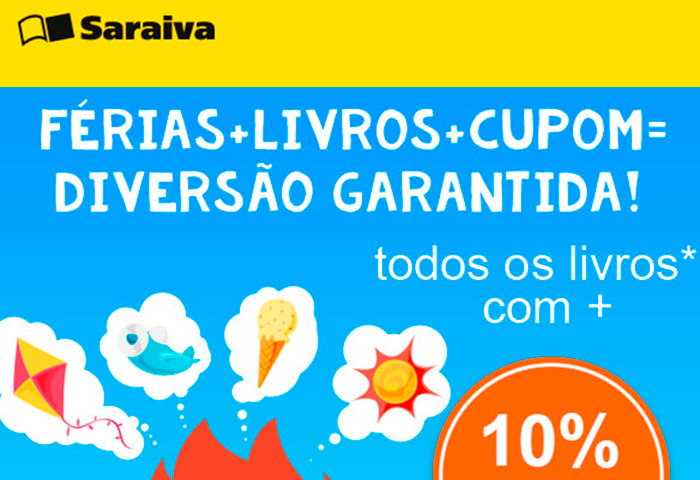 Saraiva
FÉRIAS+LIVROS+CUPOM=
DIVERSÃO GARANTIDA!
todos os livros*
com +
10%